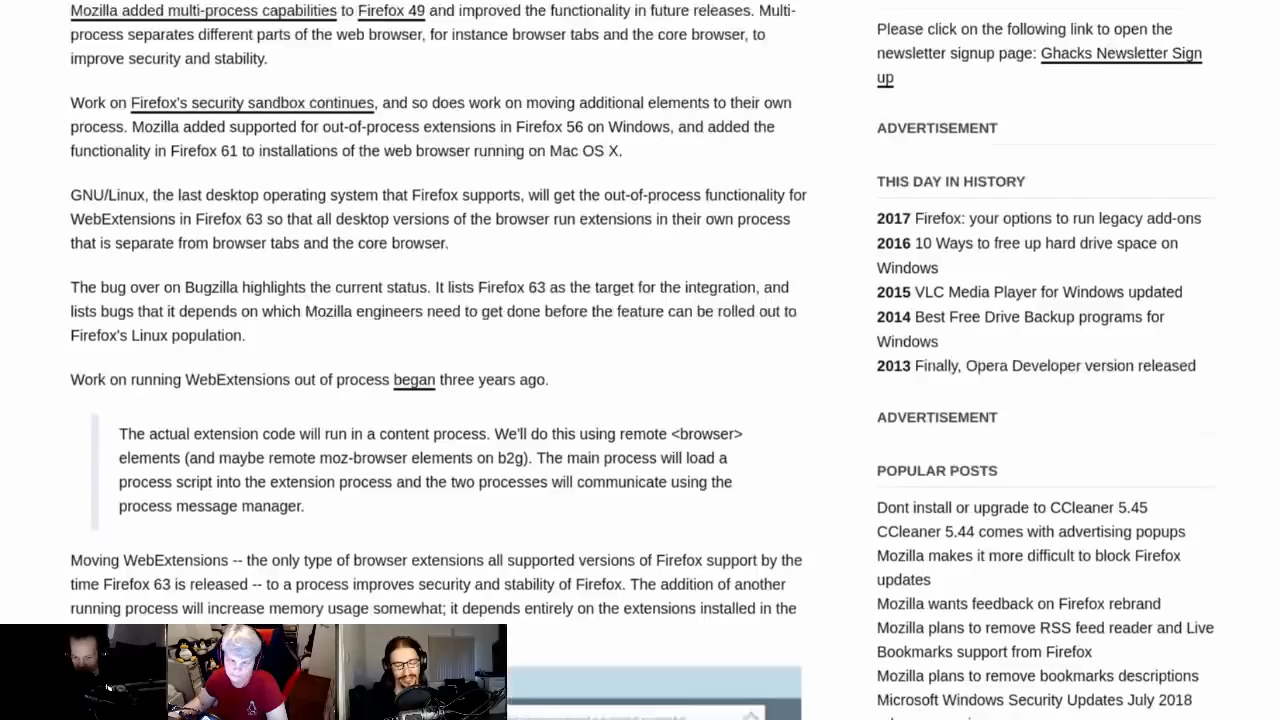 Mozilla added multi-process capabilities to Firefox 49 and improved the functionality in future releases. Multi-
process separates different parts of the web browser, for instance browser tabs and the core browser, to
improve security and stability.
Work on Firefox's security sandbox continues, and so does work on moving additional elements to their own
process. Mozilla added supported for out-of-process extensions in Firefox 56 on Windows, and added the
functionality in Firefox 61 to installations of the web browser running on Mac OS X.
GNU/Linux, the last desktop operating system that Firefox supports, will get the out-of-process functionality for
WebExtensions in Firefox 63 so that all desktop versions of the browser run extensions in their own process
that is separate from browser tabs and the core browser.
The bug over on Bugzilla highlights the current status. It lists Firefox 63 as the target for the integration, and
lists bugs that it depends on which Mozilla engineers need to get done before the feature can be rolled out to
Firefox's Linux population.
Work on running WebExtensions out of process began three years ago.
The actual extension code will run in a content process. We'll do this using remote <browser>
elements (and maybe remote moz-browser elements on b2g). The main process will load a
process script into the extension process and the two processes will communicate using the
process message manager.
Moving WebExtensions -- the only type of browser extensions all supported versions of Firefox support by the
time Firefox 63 is released -- to a process improves security and stability of Firefox. The addition of another
running process will increase memory usage somewhat; it depends entirely on the extensions installed in the
Please click on the following link to open the
newsletter signup page: Ghacks Newsletter Sign
up
ADVERTISEMENT
THIS DAY IN HISTORY
2017 Firefox: your options to run legacy add-ons
2016 10 Ways to free up hard drive space on
Windows
2015 VLC Media Player for Windows updated
2014 Best Free Drive Backup programs for
Windows
2013 Finally, Opera Developer version released
ADVERTISEMENT
POPULAR POSTS
Dont install or upgrade to CCleaner 5.45
CCleaner 5.44 comes with advertising popups
Mozilla makes it more difficult to block Firefox
updates
Mozilla wants feedback on Firefox rebrand
Mozilla plans to remove RSS feed reader and Live
Bookmarks support from Firefox
Mozilla plans to remove bookmarks descriptions
Microsoft Windows Security Updates July 2018